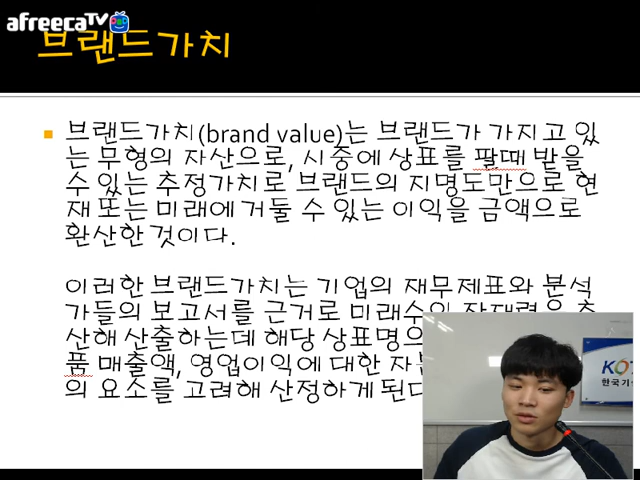 afreecaTV
브랜드가치
브랜드가치(brand value)는 브랜드가 가지고 있
는 무형의 자산으로, 시중에 상표를 팔때 받을
수 있는 추정가치로 브랜드의 지명도만으로 현
재 또는 미래에 거둘 수 있는 이익을 금액으로
환산한 것이다.
이러한 브랜드가치는 기업의 재무제표와 분석
가들의 보고서를 근거로 미래수익
산해 산출하는데 해당 상표명으
품 매출액, 영업이익에 대한
의 요소를 고려해 산정하게 된다
한국기